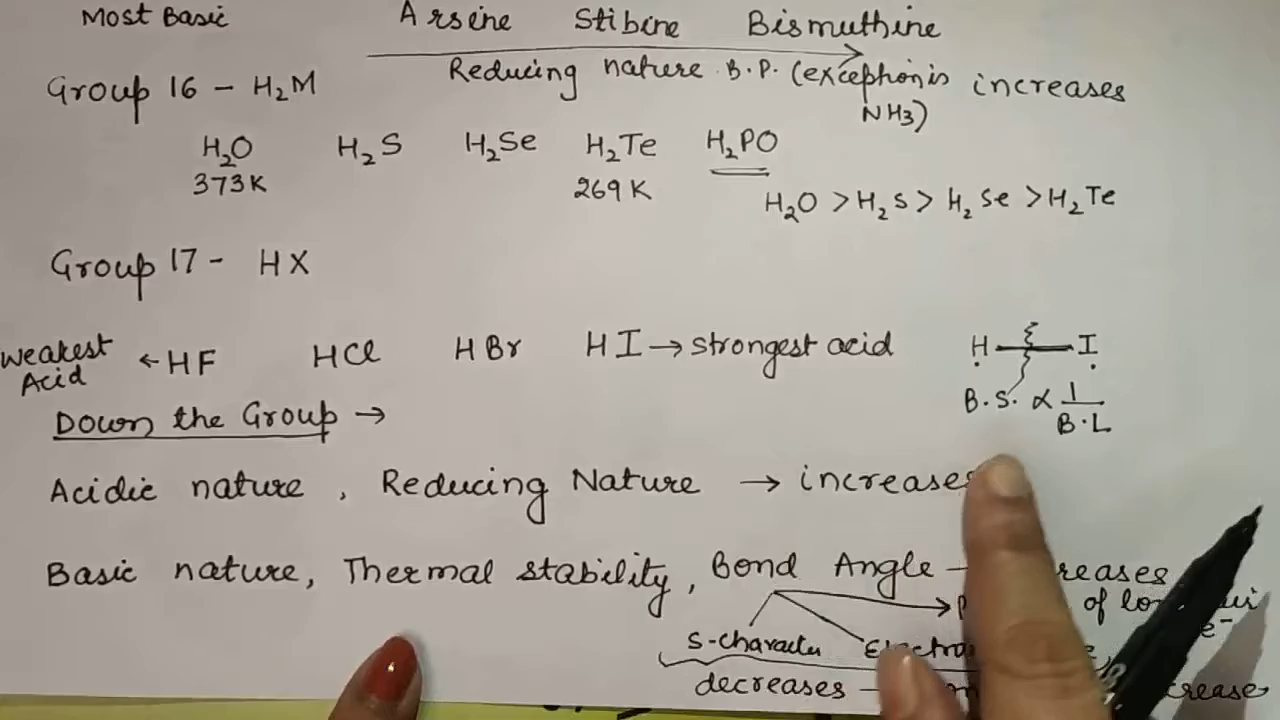 Most Basic Arsine Stibine Bismuthine
Group 16 - H₂M Reducing nature B.P. (exception is NH3) increases
H₂O H₂S H₂Se H₂Te H₂PO
373K 269K
H₂O > H₂S > H₂Se > H₂Te
Group 17 - HX
Weakest Acid ← HF HCl HBr HI → strongest acid
H I
B.S. ∝ 1/B.L
Down the Group →
Acidic nature, Reducing Nature → increases
Basic nature, Thermal stability, Bond Angle -
of
s-character
decreases -